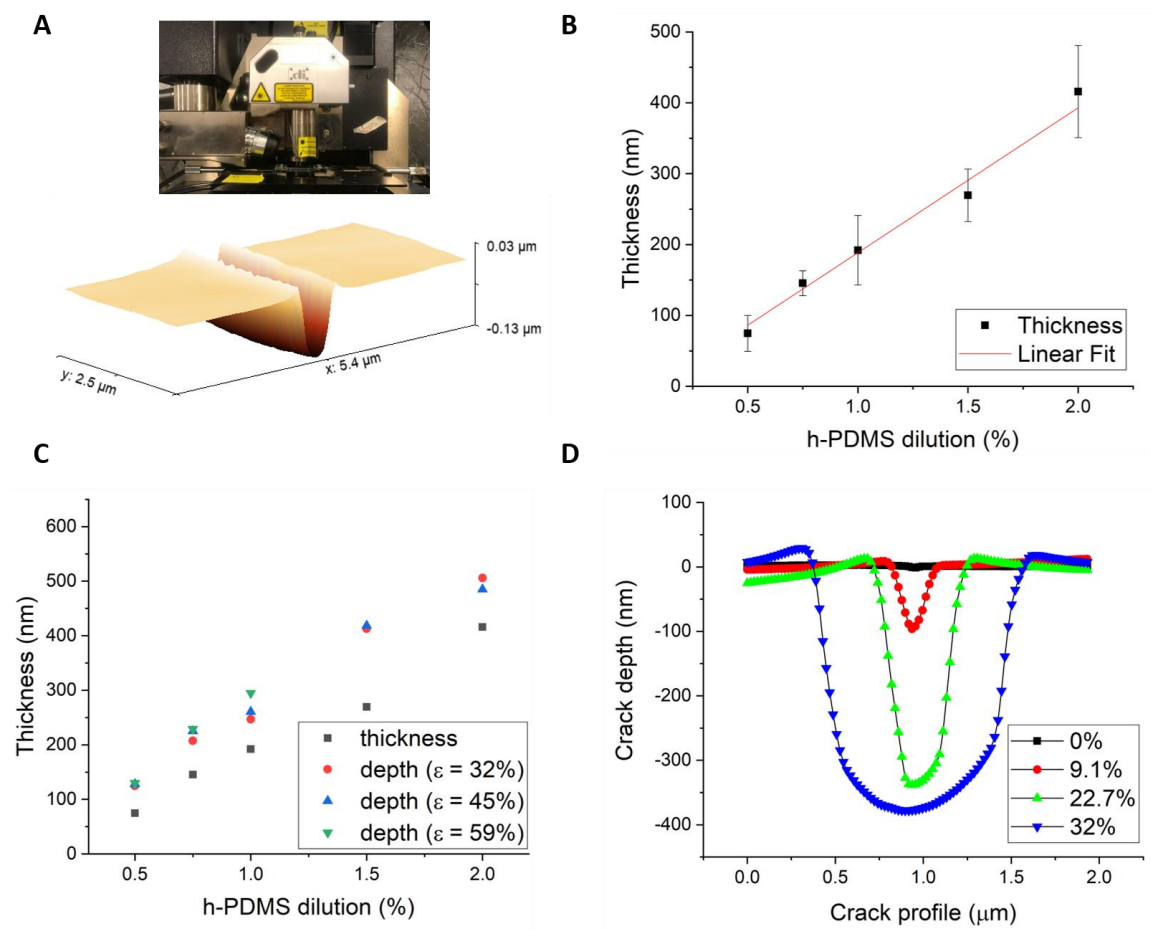 A
di
0.03 µm
-0.13 µm
y: 2.5 µm
x: 5.4 µm
B
500
400
300
200
100
0
Thickness (nm)
0.5
1.0
1.5
2.0
h-PDMS dilution (%)
Thickness
Linear Fit
C
600
500
400
300
200
100
0
Thickness (nm)
0.5
1.0
1.5
2.0
h-PDMS dilution (%)
thickness
depth (ε = 32%)
depth (ε = 45%)
depth (ε = 59%)
D
100
0
-100
-200
-300
-400
Crack depth (nm)
0.0
0.5
1.0
1.5
2.0
Crack profile (µm)
0%
9.1%
22.7%
32%